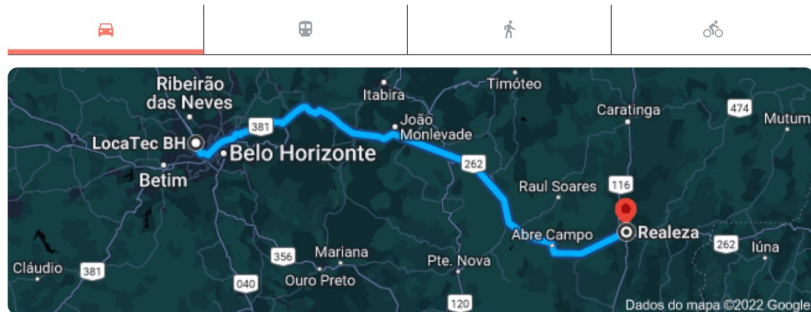 Ribeirão
das Neves
381
Itabira
Timóteo
Caratinga
474
Mutum
João
Monlevade
LocaTec BH
Belo Horizonte
Betim
262
Raul Soares
116
Realeza
Abre Campo
262
Iúna
Cláudio
381
356
Mariana
Ouro Preto
Pte. Nova
040
120
Dados do mapa ©2022 Google